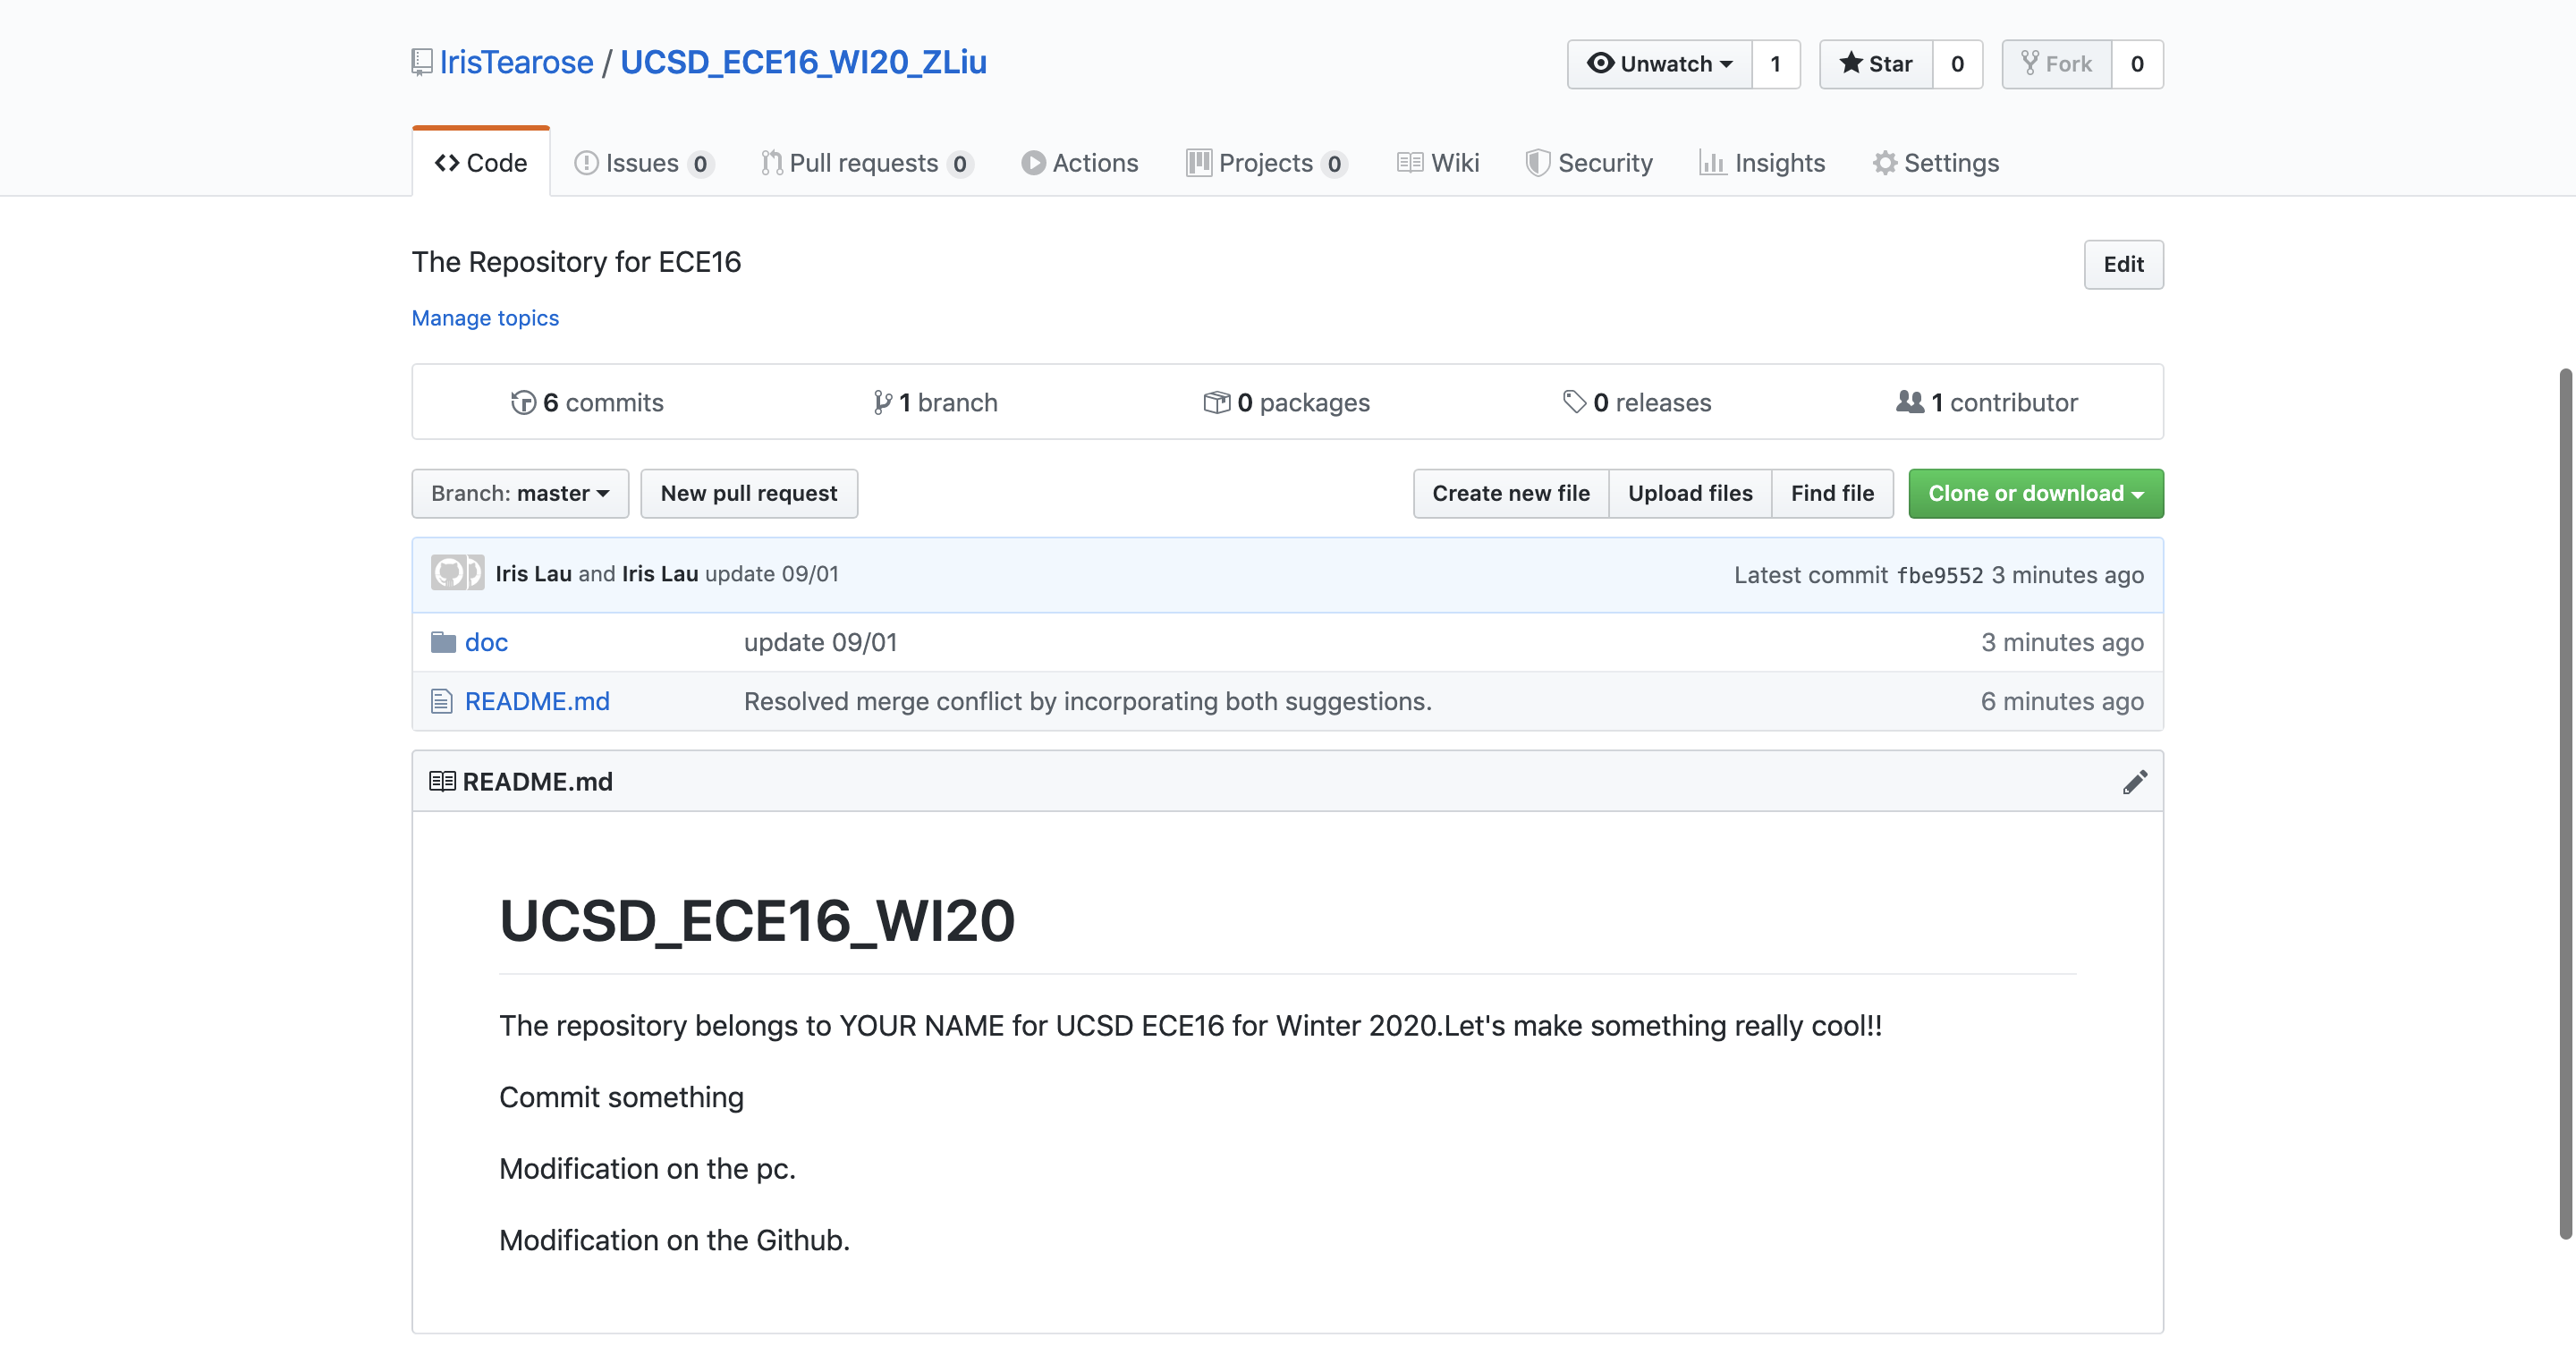 IrisTearose / UCSD_ECE16_WI20_ZLiu
Unwatch 1 Star 0 Fork 0
Code Issues 0 Pull requests 0 Actions Projects 0 Wiki Security Insights Settings
The Repository for ECE16
Edit
Manage topics
6 commits 1 branch 0 packages 0 releases 1 contributor
Branch: master New pull request Create new file Upload files Find file Clone or download
Iris Lau and Iris Lau update 09/01 Latest commit fbe9552 3 minutes ago
doc update 09/01 3 minutes ago
README.md Resolved merge conflict by incorporating both suggestions. 6 minutes ago
README.md
UCSD_ECE16_WI20
The repository belongs to YOUR NAME for UCSD ECE16 for Winter 2020.Let's make something really cool!!
Commit something
Modification on the pc.
Modification on the Github.